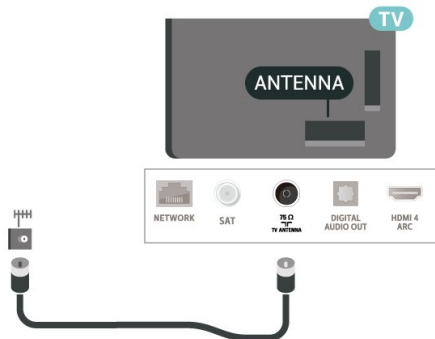 TV
ANTENNA
NETWORK
SAT
75 Ω
TV ANTENNA
DIGITAL
AUDIO OUT
HDMI 4
ARC